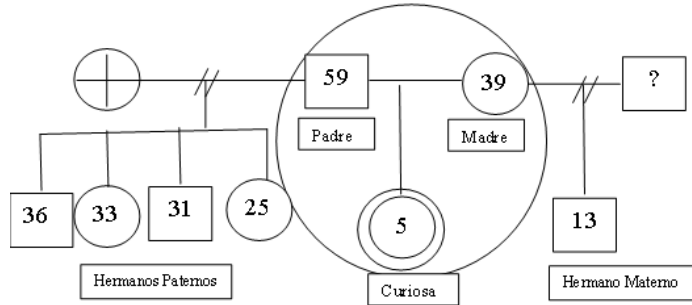 59
39
?
Padre
Madre
36
33
31
25
5
13
Hermanos Paternos
Curiosa
Hermano Materno